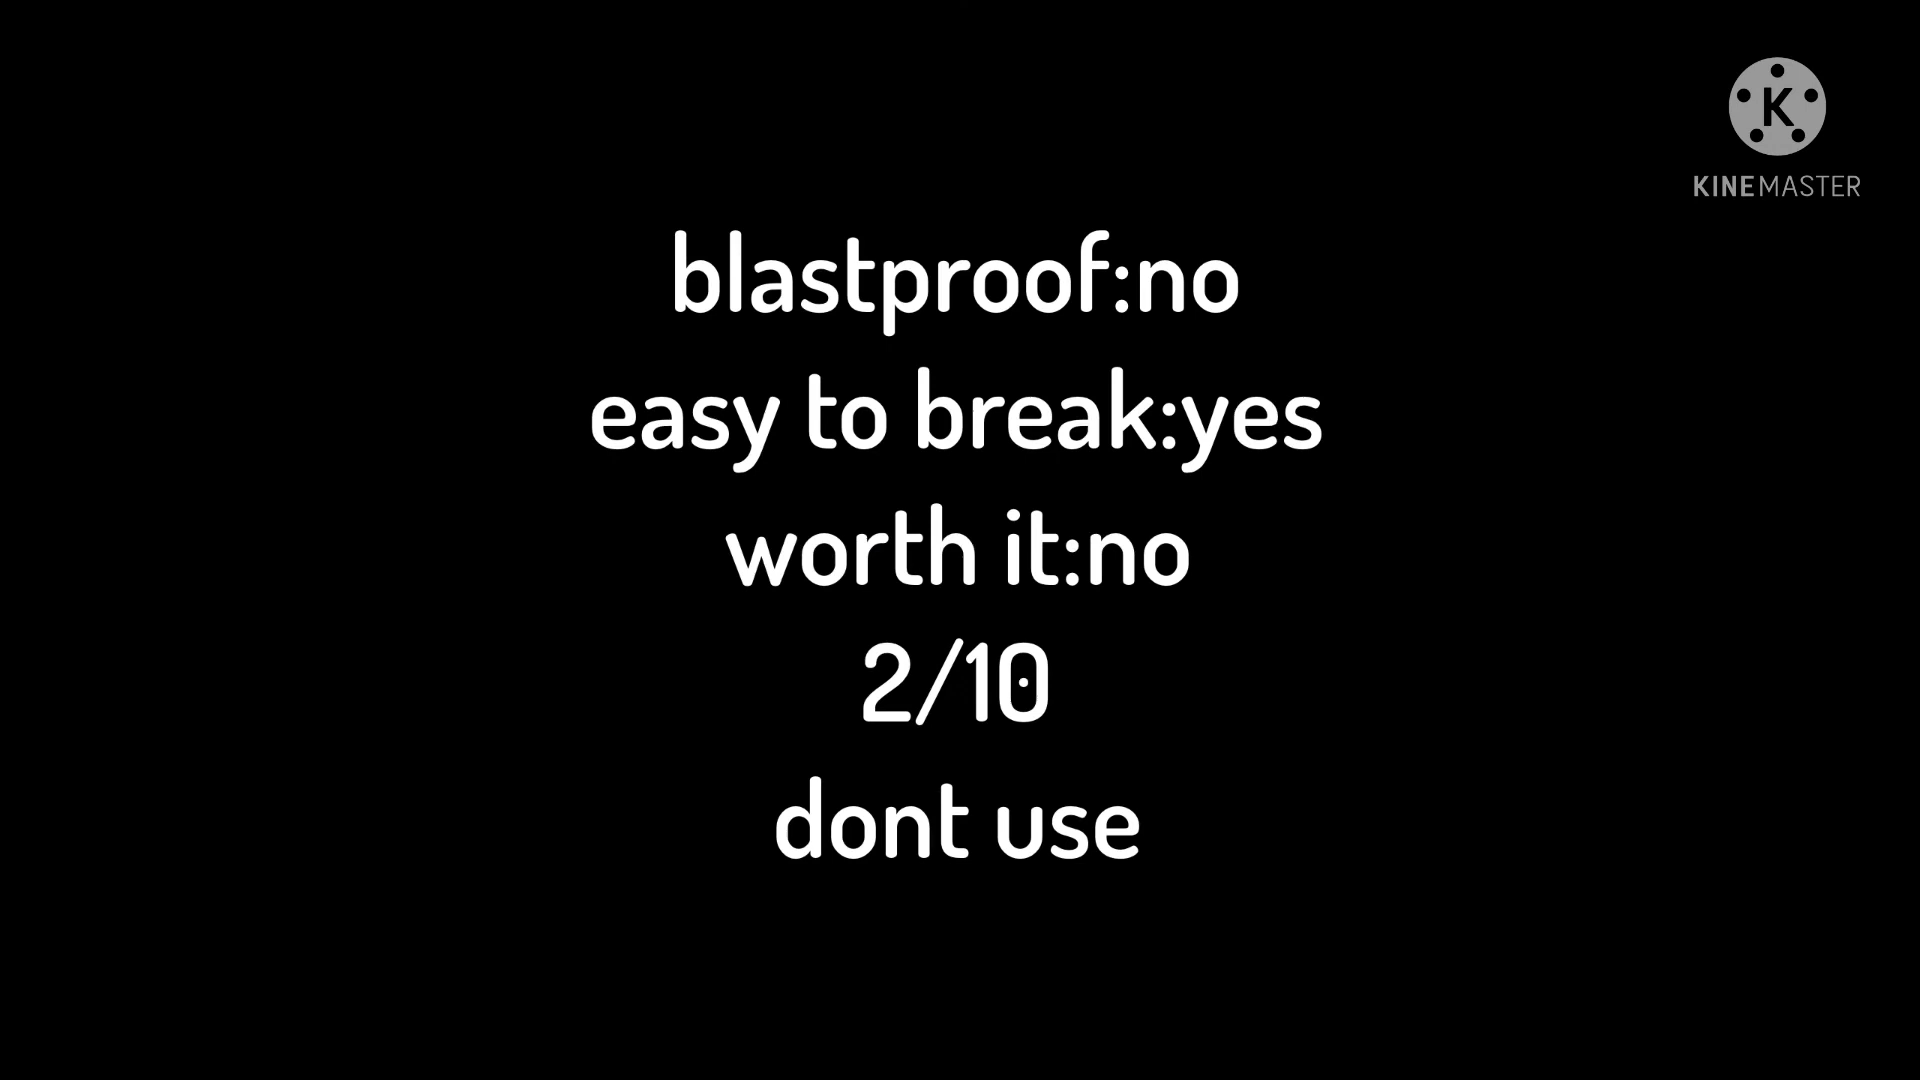 K
KINEMASTER
blastproof:no
easy to break:yes
worth it:no
2/10
dont use